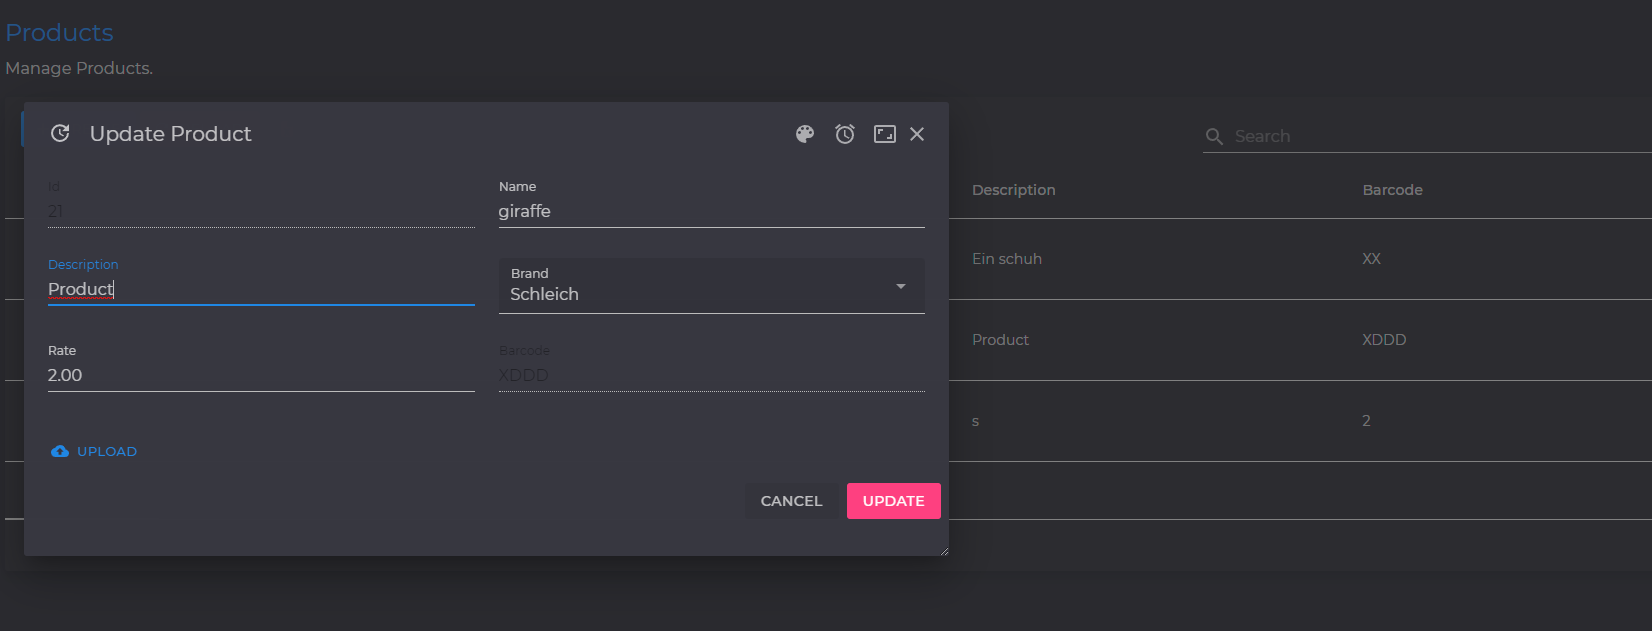 Products
Manage Products.
Update Product
Search
Id
21
Name
giraffe
Description
Product
Brand
Schleich
Rate
2.00
Barcode
XDDD
UPLOAD
CANCEL
UPDATE
Description Barcode
Ein schuh XX
Product XDDD
s 2